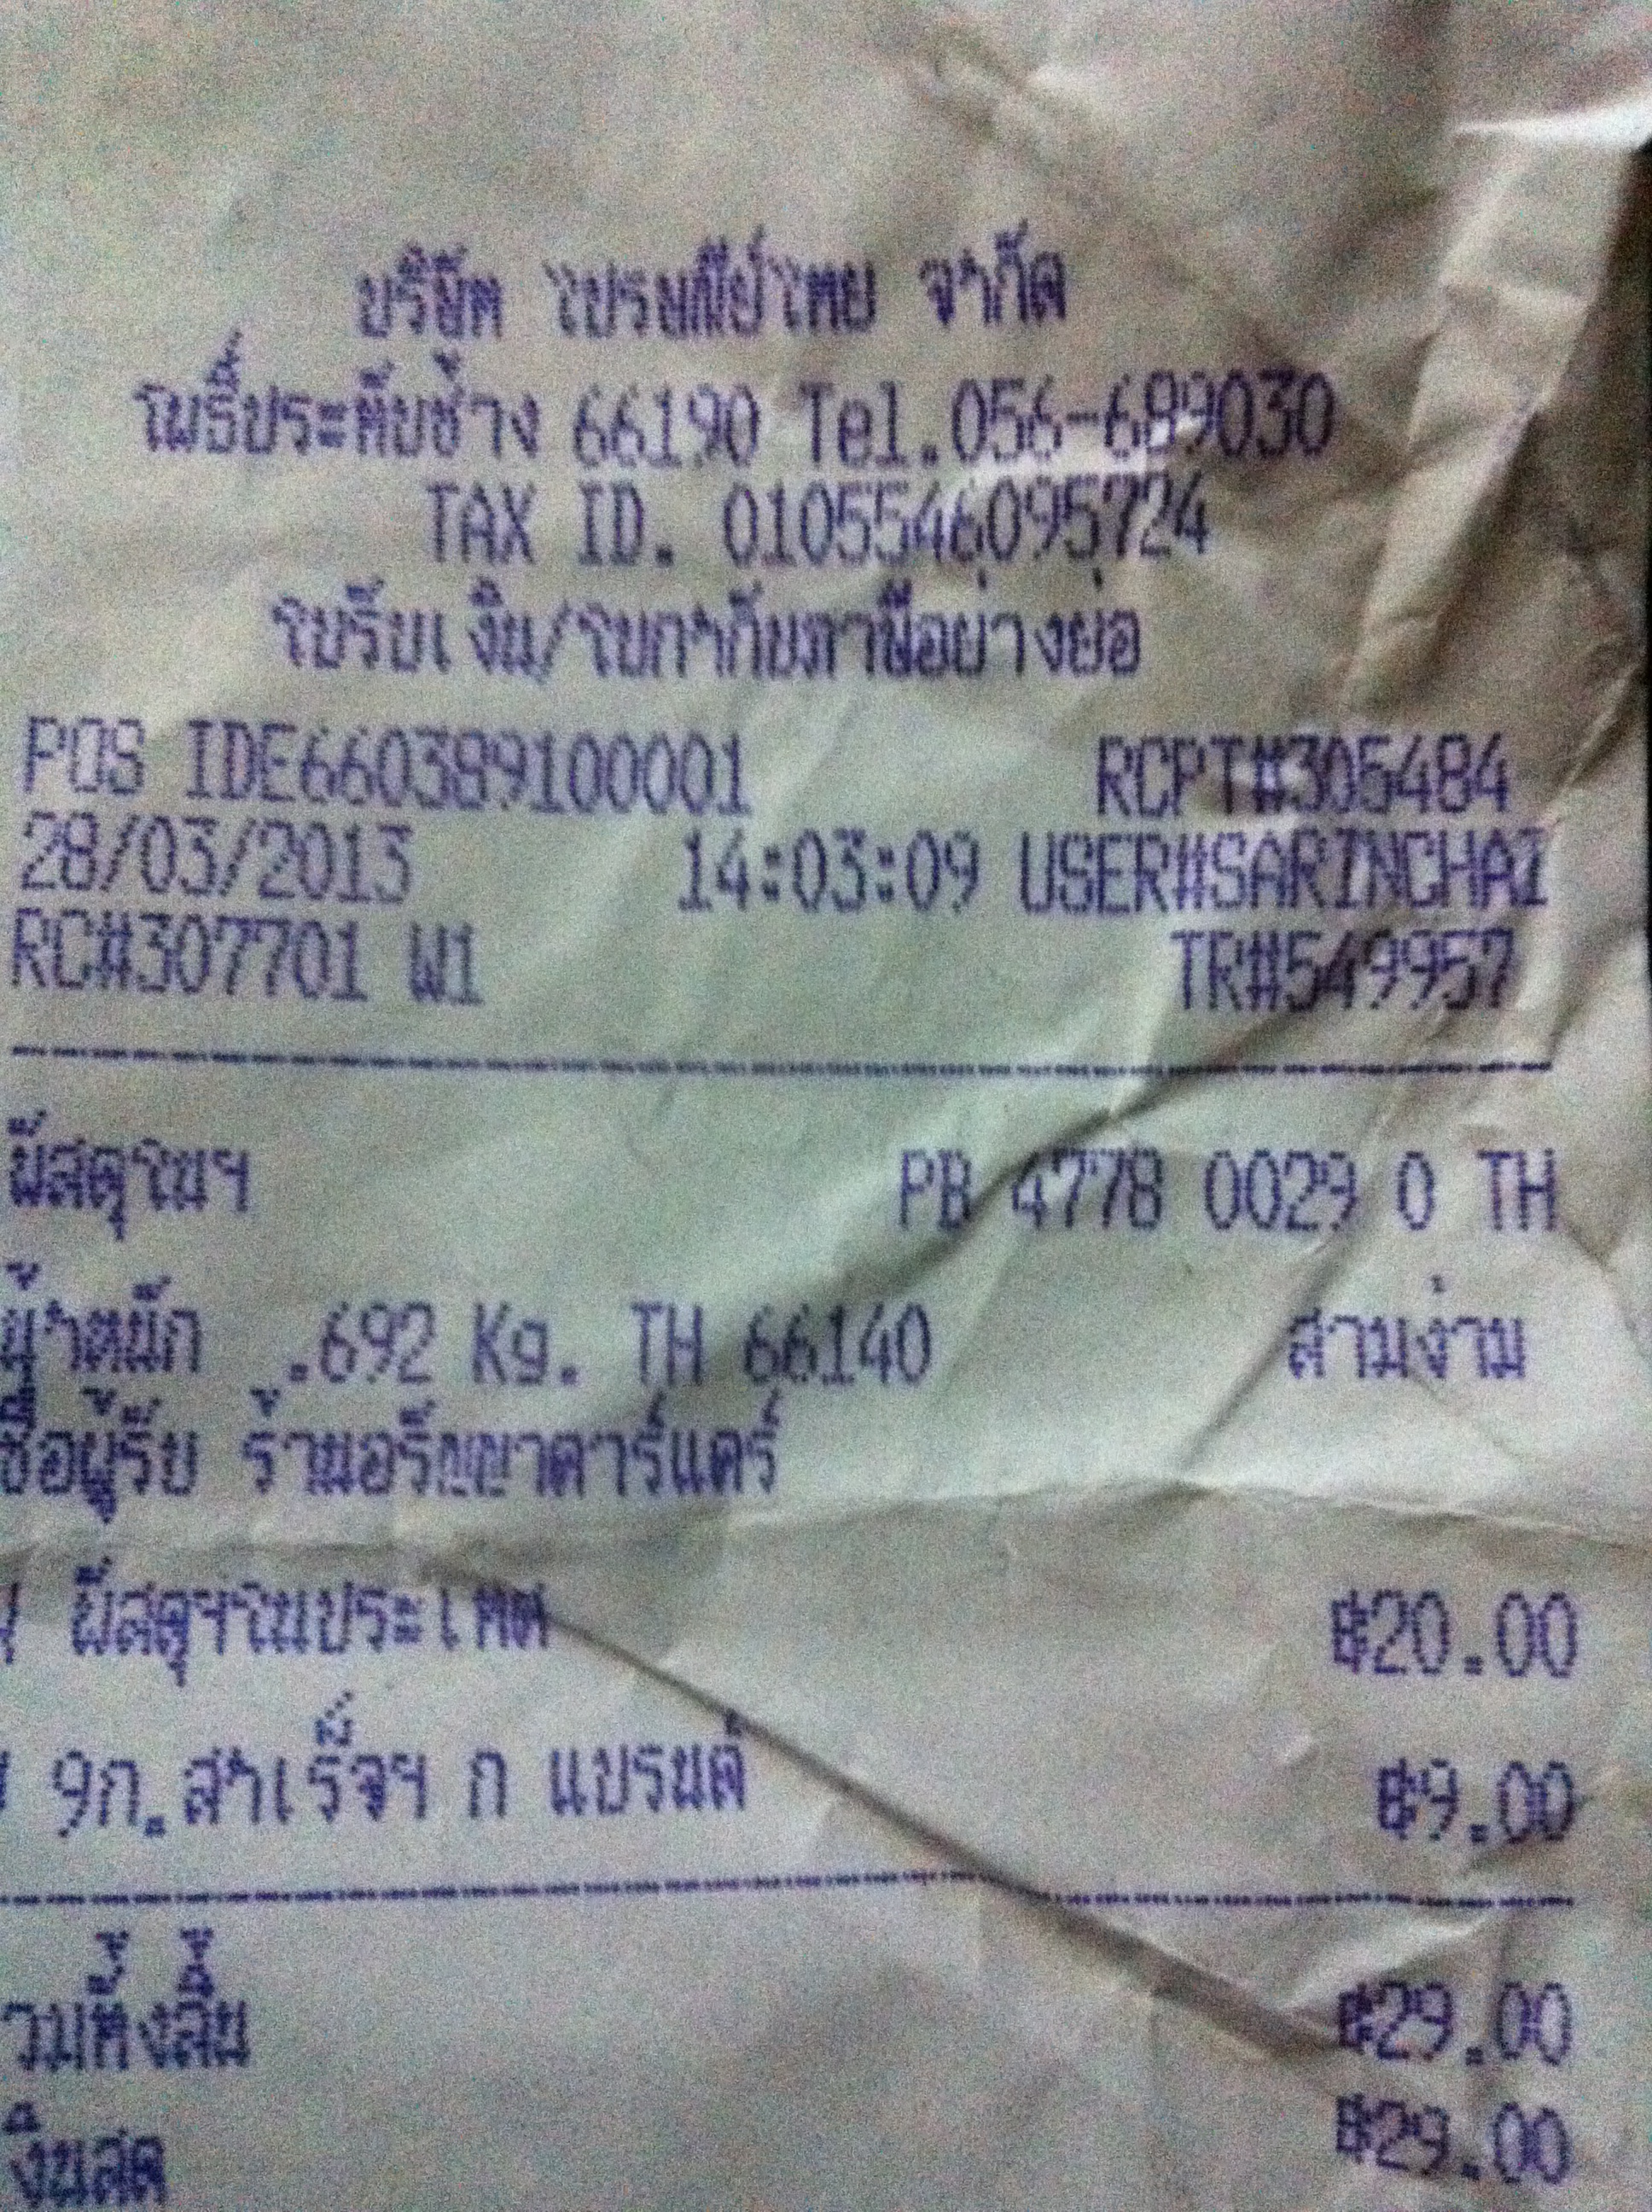 บริษัท ไปรษณีย์ไทย จำกัด
โพธิ์ประทับช้าง 66190 Tel.056-689030
TAX ID. 0105546095724
ใบรับเงิน/ใบกำกับภาษีอย่างย่อ
POS IDE660389100001 RCPT#305484
28/03/2013 14:03:09 USER#SARINCHAI
RC#307701 W1 TR#549957
พัสดุในฯ PB 4778 0029 0 TH
น้ำหนัก .692 Kg. TH 66140 สามง่าม
ชื่อผู้รับ ร้านอรัญญาคาร์แคร์
พัสดุฯในประเทศ ฿20.00
9ก.สำเร็จฯ ก แบรนด์ ฿9.00
วมทั้งสิ้น ฿29.00
งินสด ฿29.00